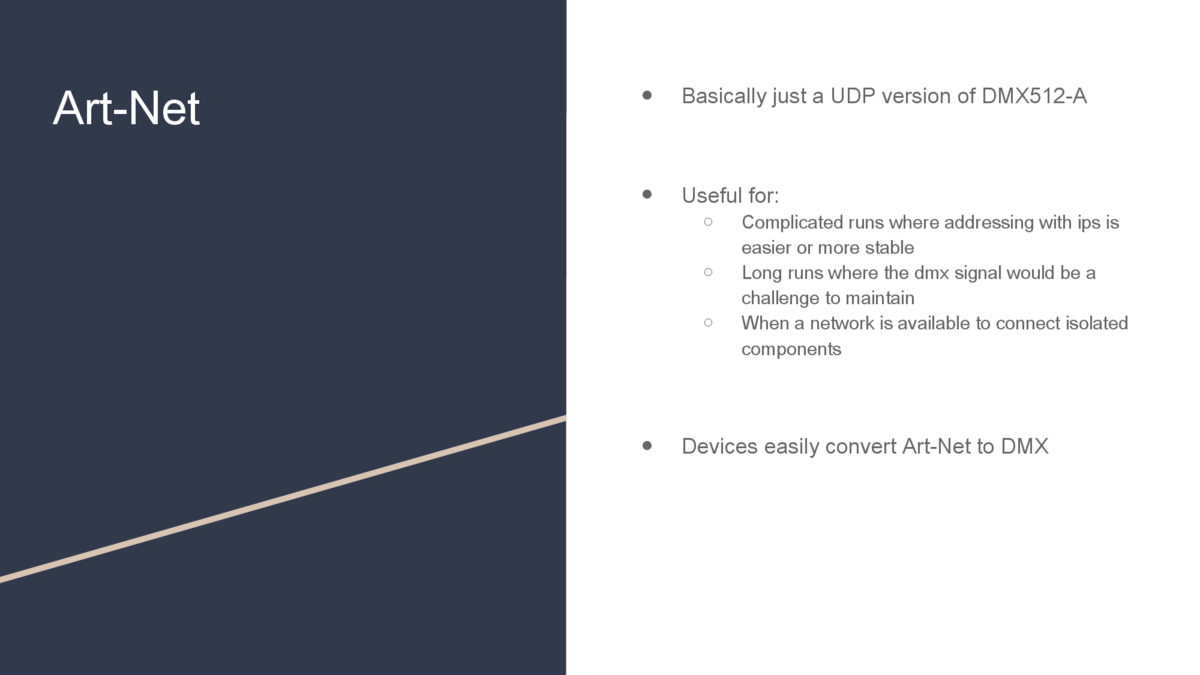 Art-Net
● Basically just a UDP version of DMX512-A
● Useful for:
○ Complicated runs where addressing with ips is
easier or more stable
○ Long runs where the dmx signal would be a
challenge to maintain
○ When a network is available to connect isolated
components
● Devices easily convert Art-Net to DMX